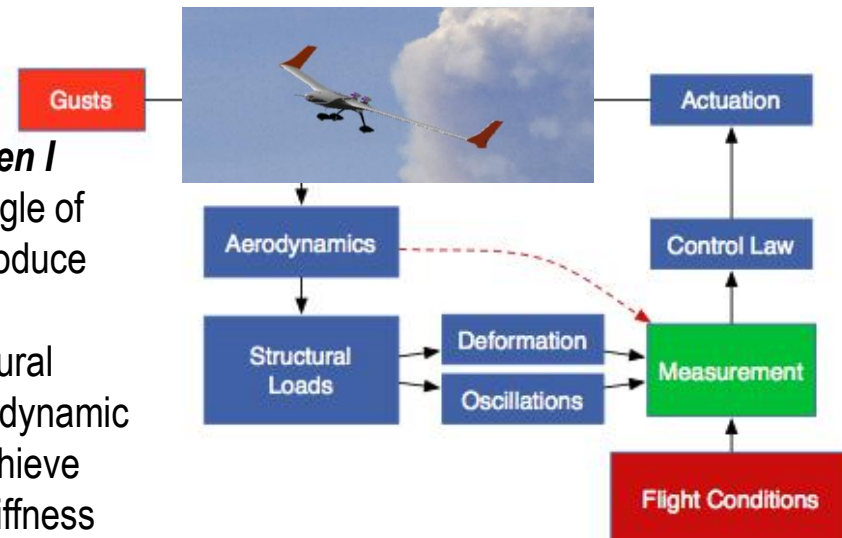 Gusts
Actuation
en I
gle of
oduce
ural
dynamic
hieve
iffness
Aerodynamics
Control Law
Structural
Loads
Deformation
Oscillations
Measurement
Flight Conditions